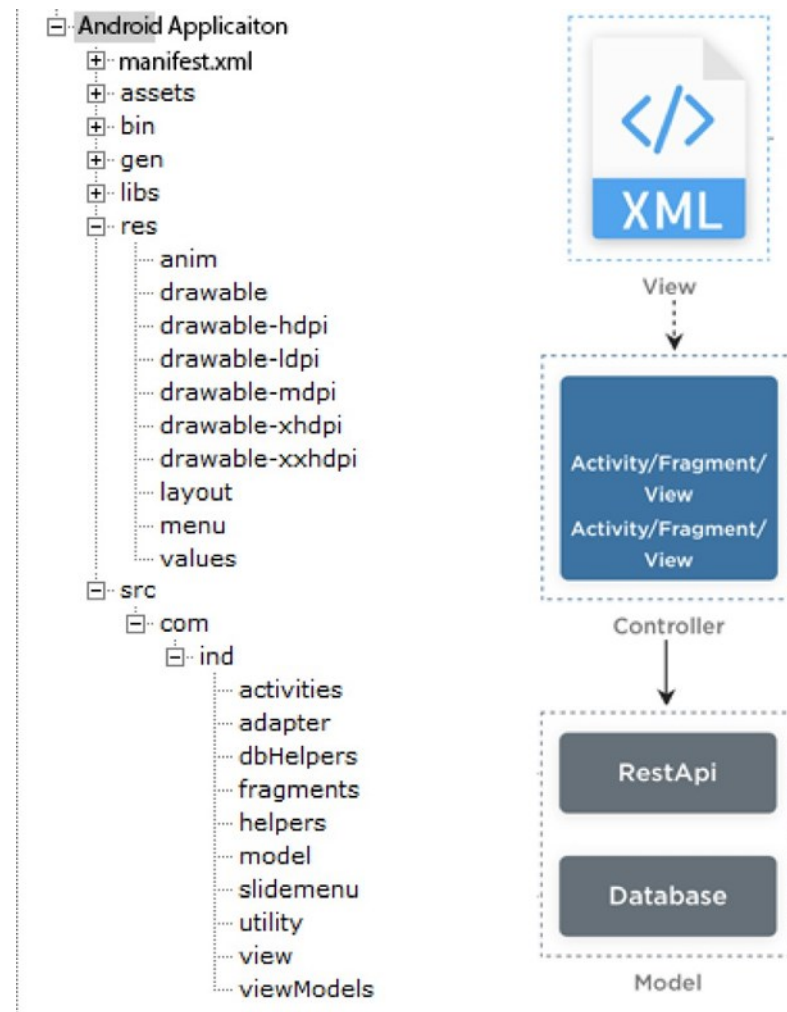 Android Applicaiton
manifest.xml
assets
bin
gen
libs
res
anim
drawable
drawable-hdpi
drawable-ldpi
drawable-mdpi
drawable-xhdpi
drawable-xxhdpi
layout
menu
values
src
com
ind
activities
adapter
dbHelpers
fragments
helpers
model
slidemenu
utility
view
viewModels
</>
XML
View
Activity/Fragment/
View
Activity/Fragment/
View
Controller
RestApi
Database
Model